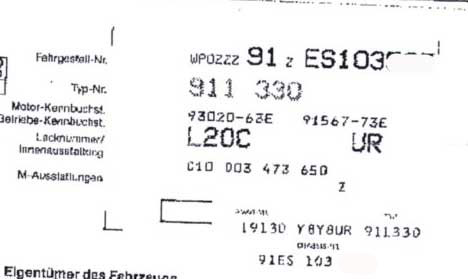 Fahrgestell-Nr. WP0ZZZ 91 Z ES103
Typ-Nr. 911 330
Motor-Kennbuchst. 93020-63E 91567-73E
Getriebe-Kennbuchst.
Lacknummer/ L20C UR
Innenausstattung
M-Ausstattungen C10 003 473 650
Z
19130 Y8Y8UR 911330
91ES 103
Eigentümer des Fahrzeugs